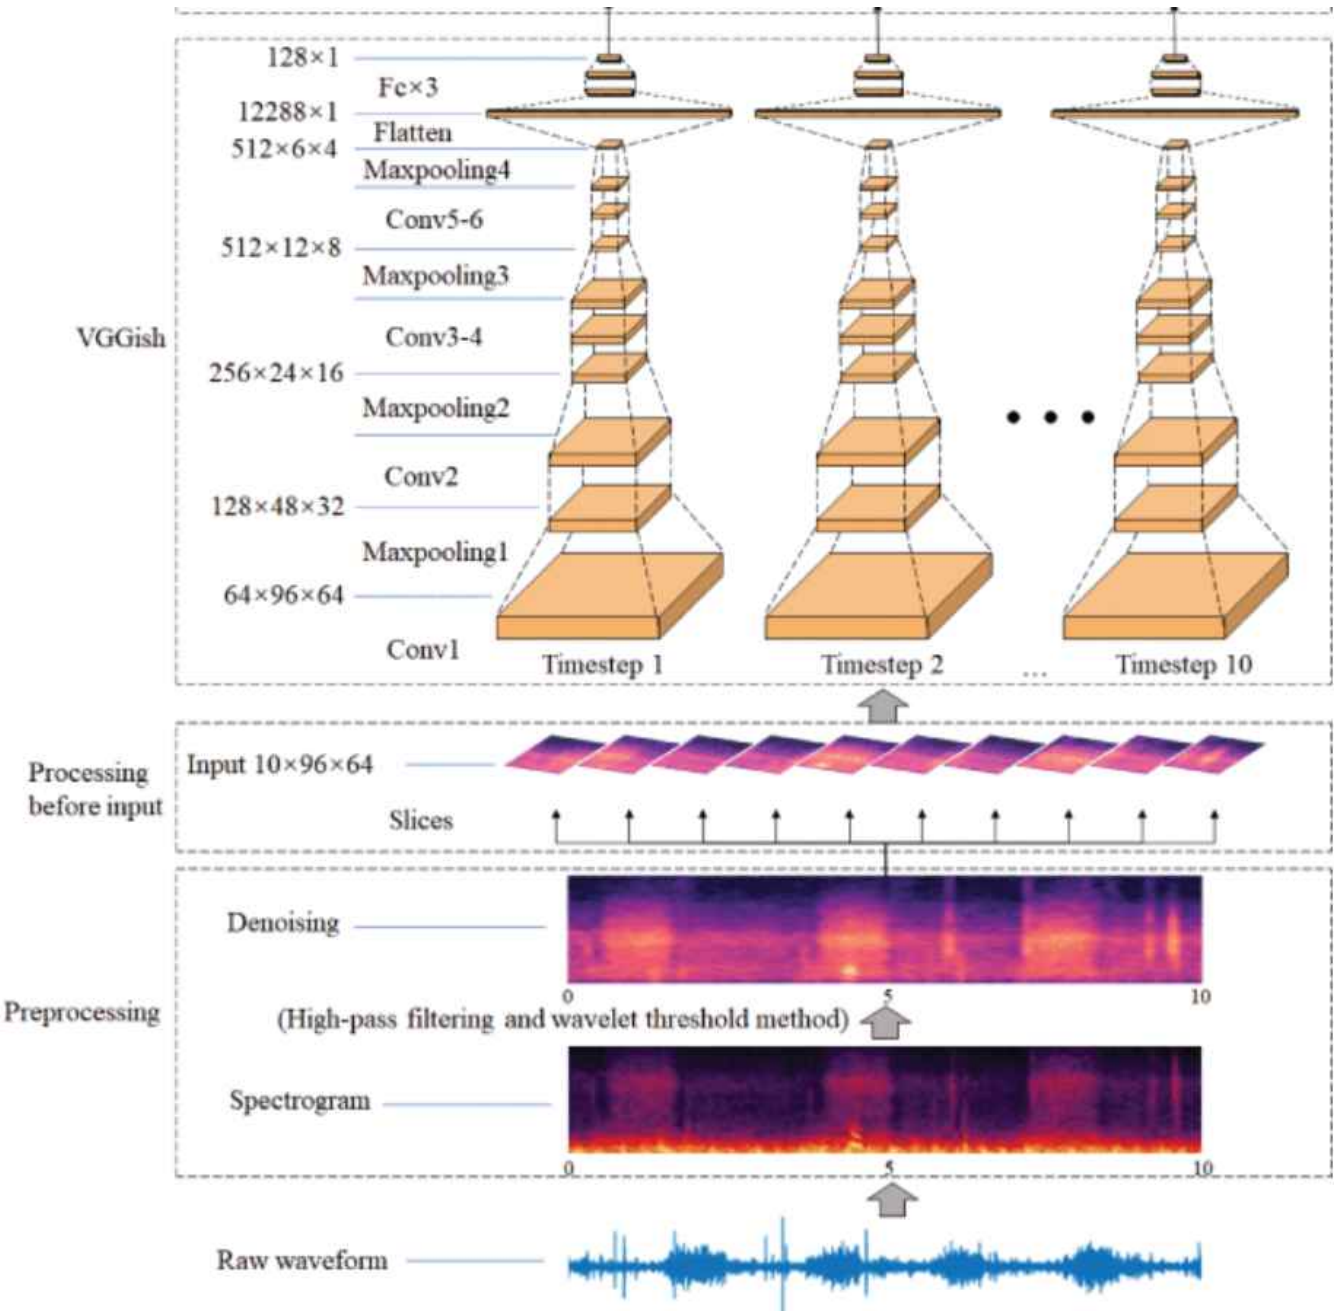 128×1
Fc×3
12288×1
Flatten
512×6×4
Maxpooling4
Conv5-6
512×12×8
Maxpooling3
VGGish
Conv3-4
256×24×16
Maxpooling2
Conv2
128×48×32
Maxpooling1
64×96×64
Conv1
Timestep 1
Timestep 2
...
Timestep 10
Processing
before input
Input 10×96×64
Slices
Denoising
0 5 10
Preprocessing
(High-pass filtering and wavelet threshold method)
Spectrogram
0 5 10
Raw waveform